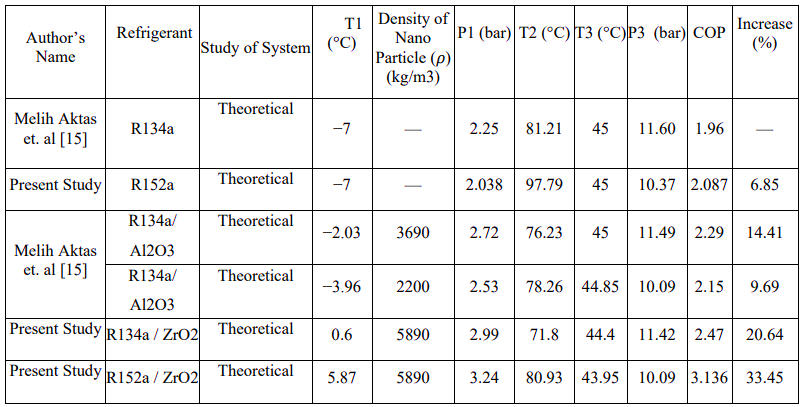 Author's Name Refrigerant Study of System T1 (°C) Density of Nano Particle (ρ) (kg/m3) P1 (bar) T2 (°C) T3 (°C) P3 (bar) COP Increase (%)
Melih Aktas et. al [15] R134a Theoretical −7 — 2.25 81.21 45 11.60 1.96 —
Present Study R152a Theoretical −7 — 2.038 97.79 45 10.37 2.087 6.85
Melih Aktas et. al [15] R134a/ Al2O3 Theoretical −2.03 3690 2.72 76.23 45 11.49 2.29 14.41
R134a/ Al2O3 Theoretical −3.96 2200 2.53 78.26 44.85 10.09 2.15 9.69
Present Study R134a / ZrO2 Theoretical 0.6 5890 2.99 71.8 44.4 11.42 2.47 20.64
Present Study R152a / ZrO2 Theoretical 5.87 5890 3.24 80.93 43.95 10.09 3.136 33.45